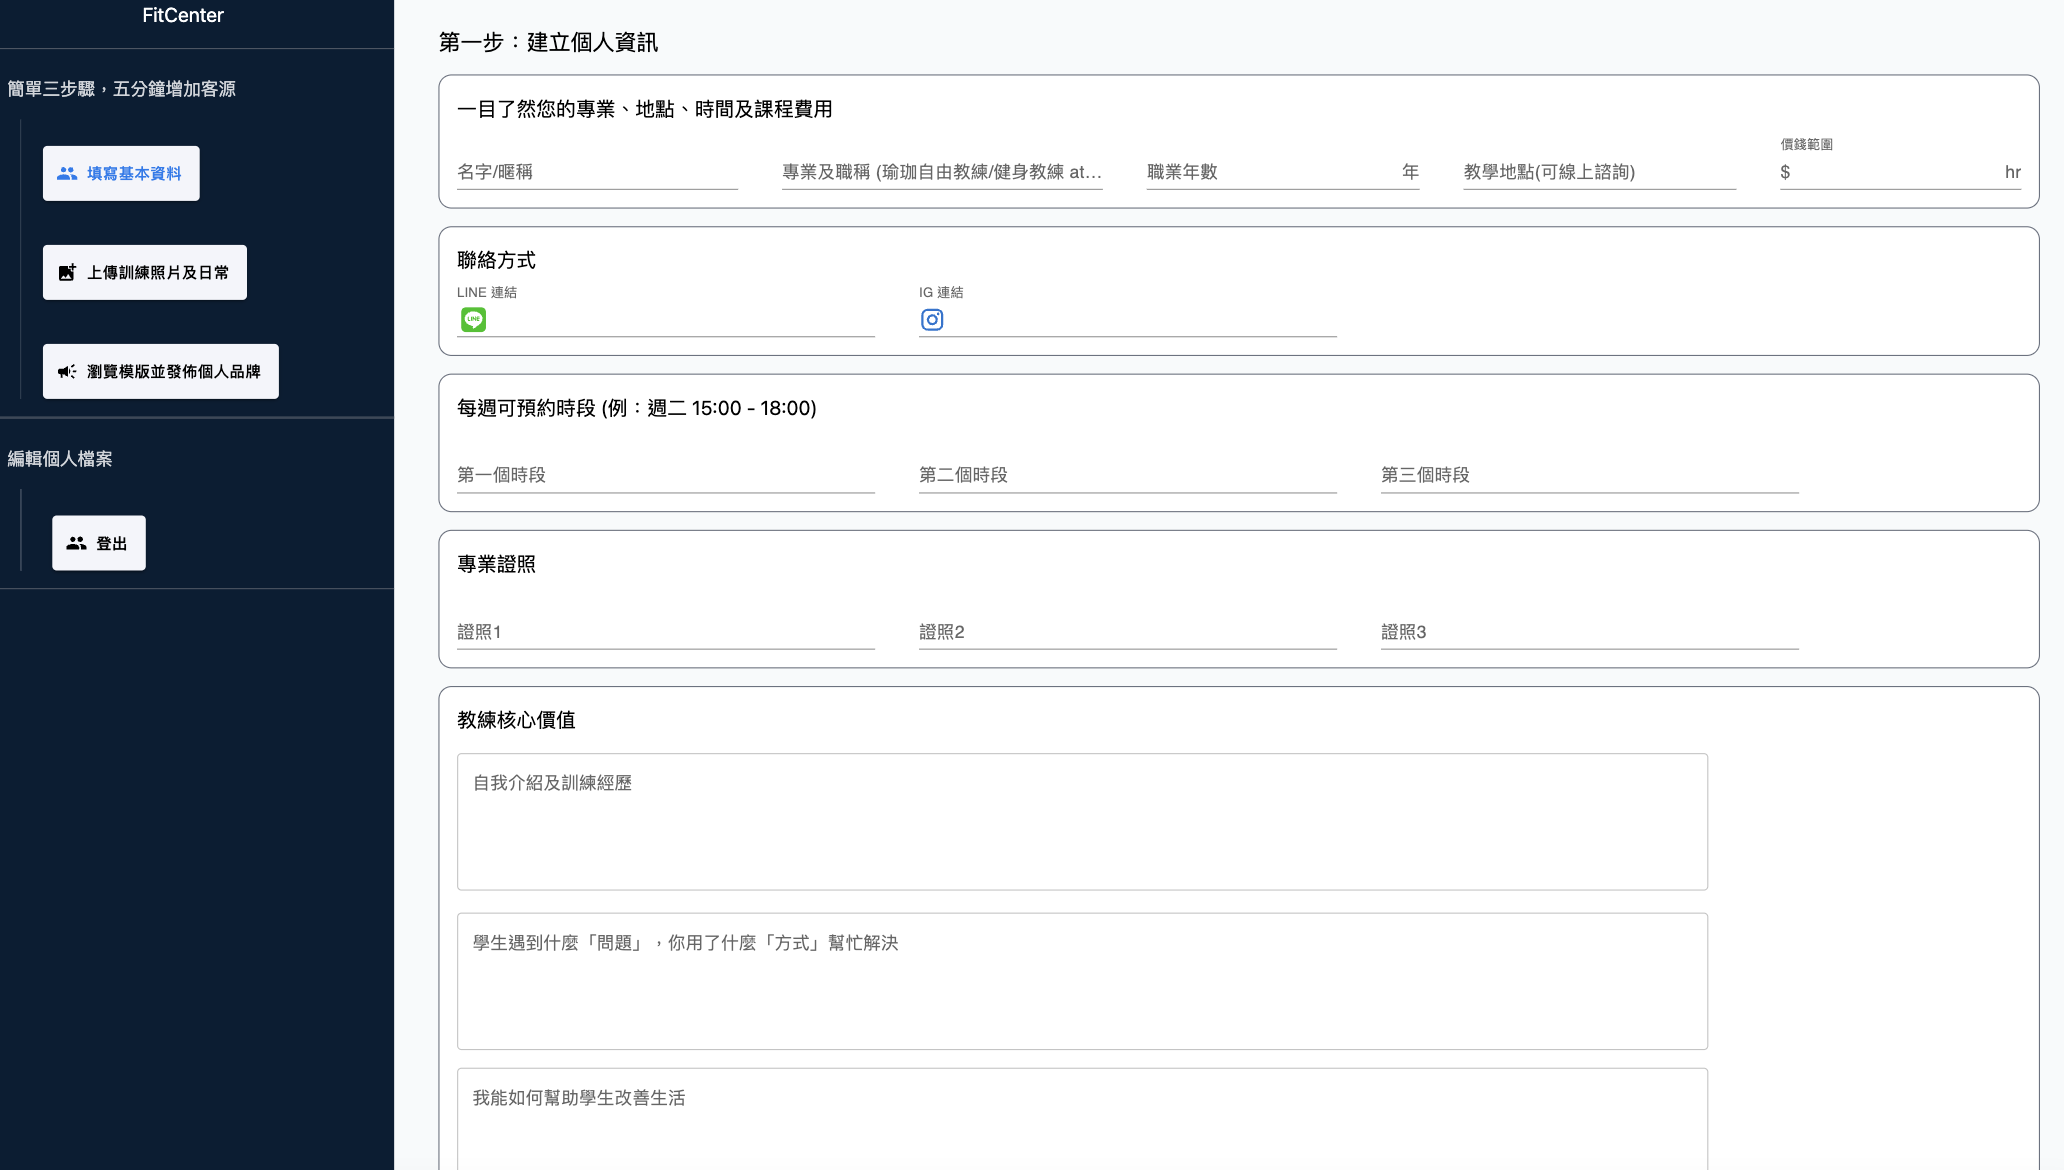 FitCenter
簡單三步驟，五分鐘增加客源
填寫基本資料
上傳訓練照片及日常
瀏覽模版並發佈個人品牌
編輯個人檔案
登出
第一步：建立個人資訊
一目了然您的專業、地點、時間及課程費用
名字/暱稱
專業及職稱 (瑜珈自由教練/健身教練 at...
職業年數 年
教學地點(可線上諮詢)
價錢範圍
$ hr
聯絡方式
LINE 連結
LINE
IG 連結
每週可預約時段 (例：週二 15:00 - 18:00)
第一個時段
第二個時段
第三個時段
專業證照
證照1
證照2
證照3
教練核心價值
自我介紹及訓練經歷
學生遇到什麼「問題」，你用了什麼「方式」幫忙解決
我能如何幫助學生改善生活